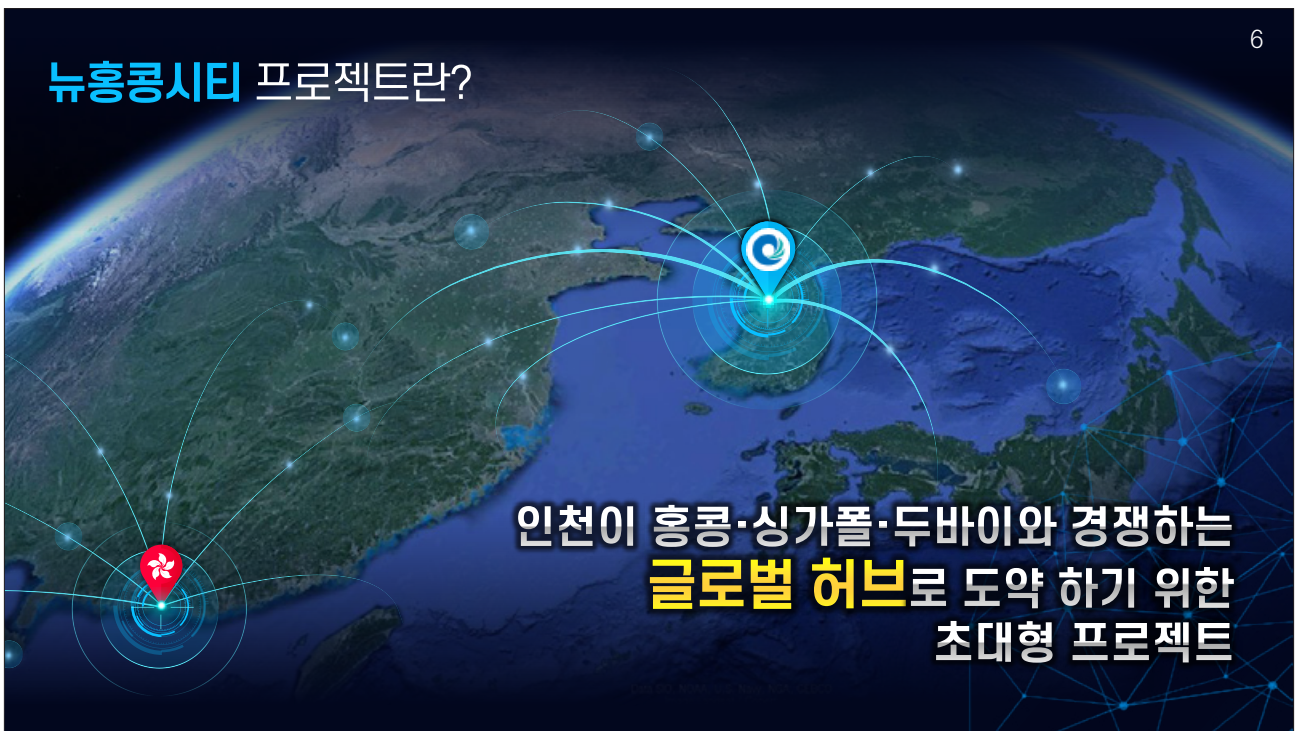 6
뉴홍콩시티 프로젝트란?
인천이 홍콩·싱가폴·두바이와 경쟁하는
글로벌 허브로 도약 하기 위한
초대형 프로젝트